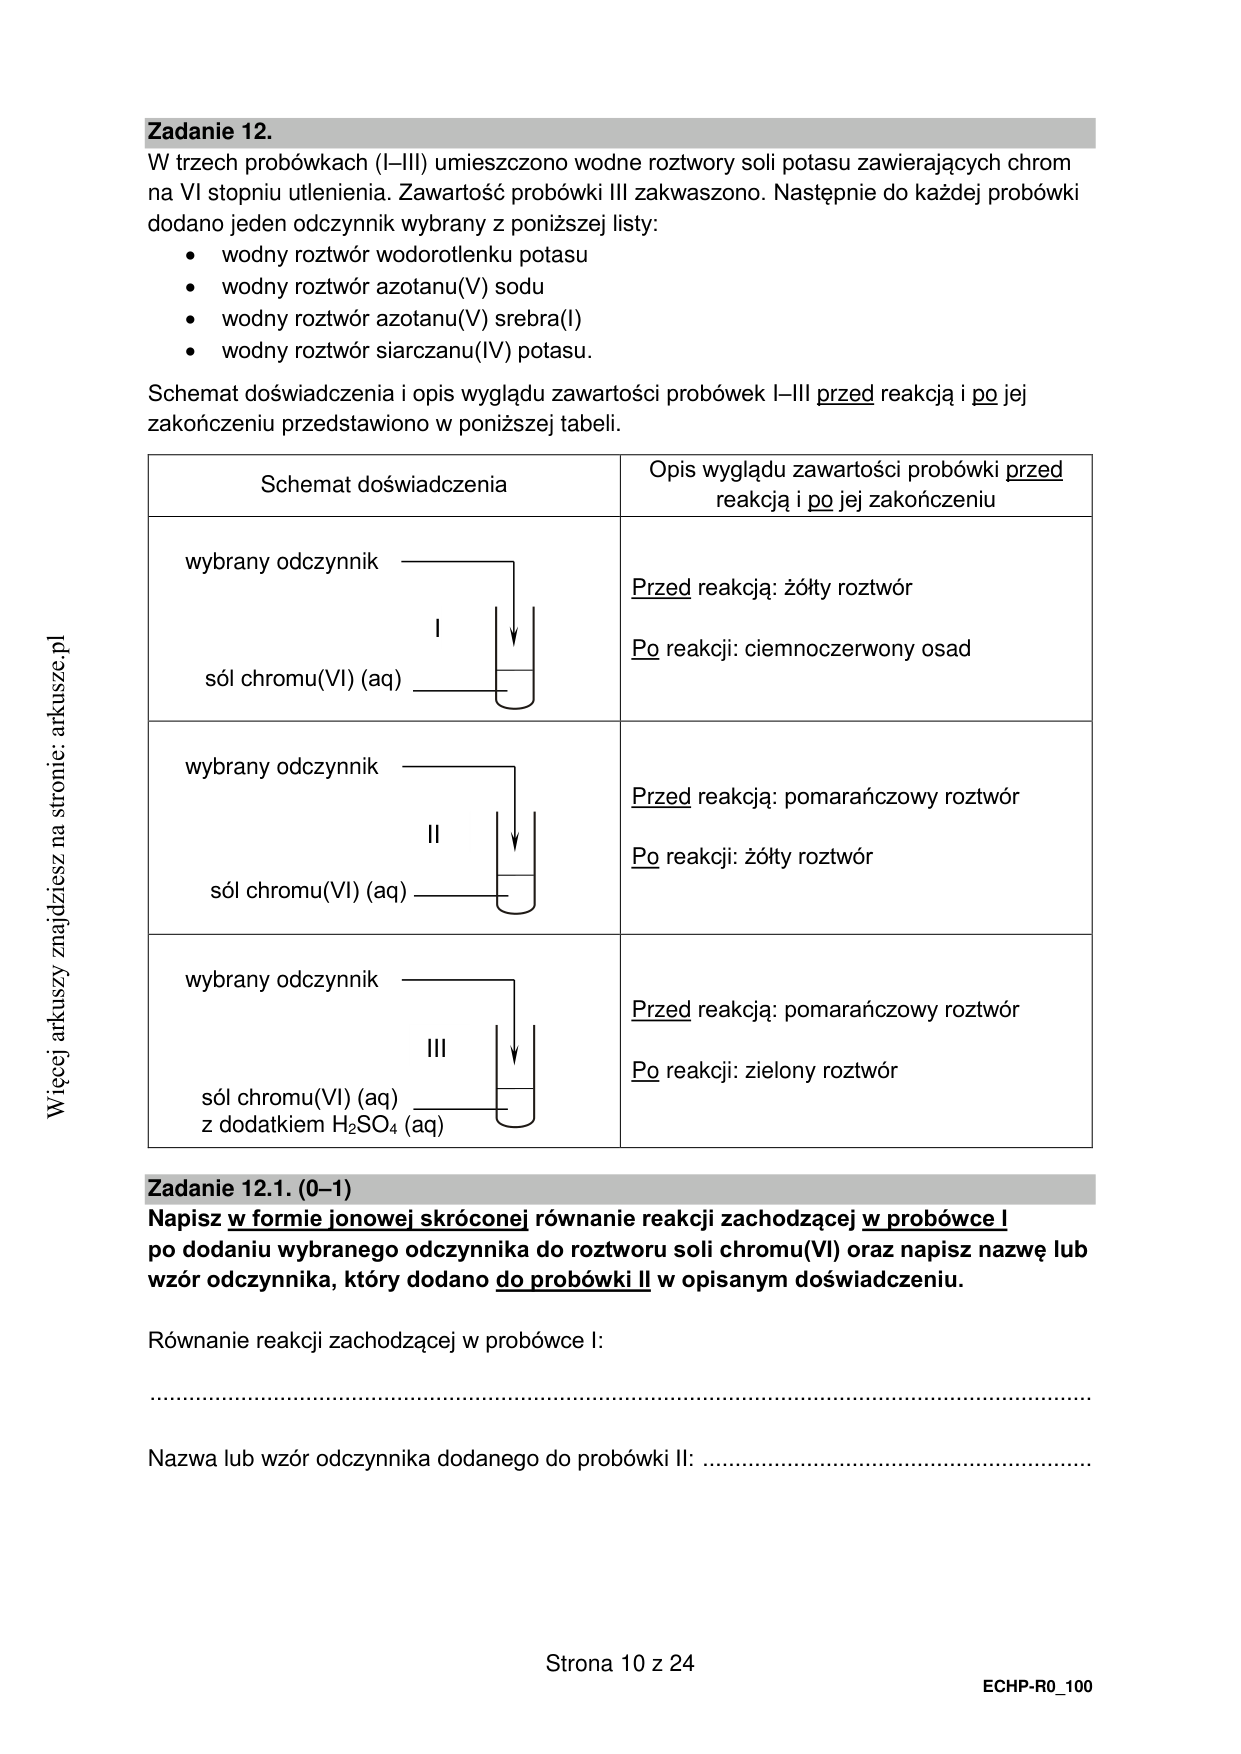 Zadanie 12.
W trzech probówkach (I–III) umieszczono wodne roztwory soli potasu zawierających chrom
na VI stopniu utlenienia. Zawartość probówki III zakwaszono. Następnie do każdej probówki
dodano jeden odczynnik wybrany z poniższej listy:
• wodny roztwór wodorotlenku potasu
• wodny roztwór azotanu(V) sodu
• wodny roztwór azotanu(V) srebra(I)
• wodny roztwór siarczanu(IV) potasu.
Schemat doświadczenia i opis wyglądu zawartości probówek I–III przed reakcją i po jej
zakończeniu przedstawiono w poniższej tabeli.
Schemat doświadczenia
Opis wyglądu zawartości probówki przed
reakcją i po jej zakończeniu
wybrany odczynnik
I
sól chromu(VI) (aq)
Przed reakcją: żółty roztwór
Po reakcji: ciemnoczerwony osad
wybrany odczynnik
II
sól chromu(VI) (aq)
Przed reakcją: pomarańczowy roztwór
Po reakcji: żółty roztwór
wybrany odczynnik
III
sól chromu(VI) (aq)
z dodatkiem H₂SO₄ (aq)
Przed reakcją: pomarańczowy roztwór
Po reakcji: zielony roztwór
Zadanie 12.1. (0–1)
Napisz w formie jonowej skróconej równanie reakcji zachodzącej w probówce I
po dodaniu wybranego odczynnika do roztworu soli chromu(VI) oraz napisz nazwę lub
wzór odczynnika, który dodano do probówki II w opisanym doświadczeniu.
Równanie reakcji zachodzącej w probówce I:
................................................................................................................................................
Nazwa lub wzór odczynnika dodanego do probówki II: ............................................................
Strona 10 z 24
ECHP-R0_100
Więcej arkuszy znajdziesz na stronie: arkusze.pl